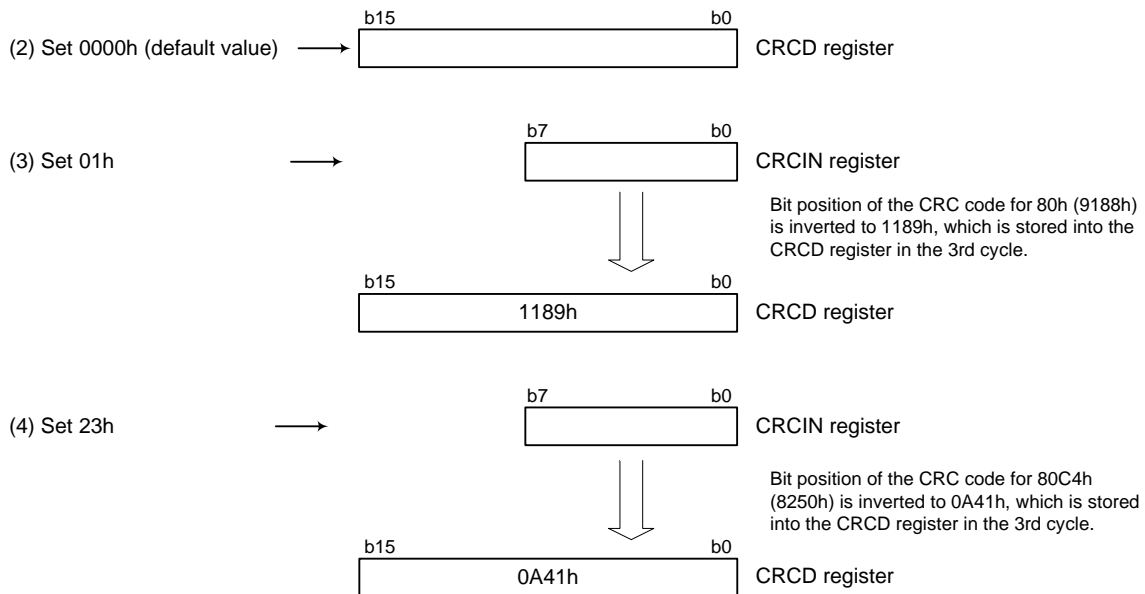 b15 b0
(2) Set 0000h (default value) CRCD register
b7 b0
(3) Set 01h CRCIN register
Bit position of the CRC code for 80h (9188h)
is inverted to 1189h, which is stored into the
CRCD register in the 3rd cycle.
b15 b0
1189h CRCD register
b7 b0
(4) Set 23h CRCIN register
Bit position of the CRC code for 80C4h
(8250h) is inverted to 0A41h, which is stored
into the CRCD register in the 3rd cycle.
b15 b0
0A41h CRCD register